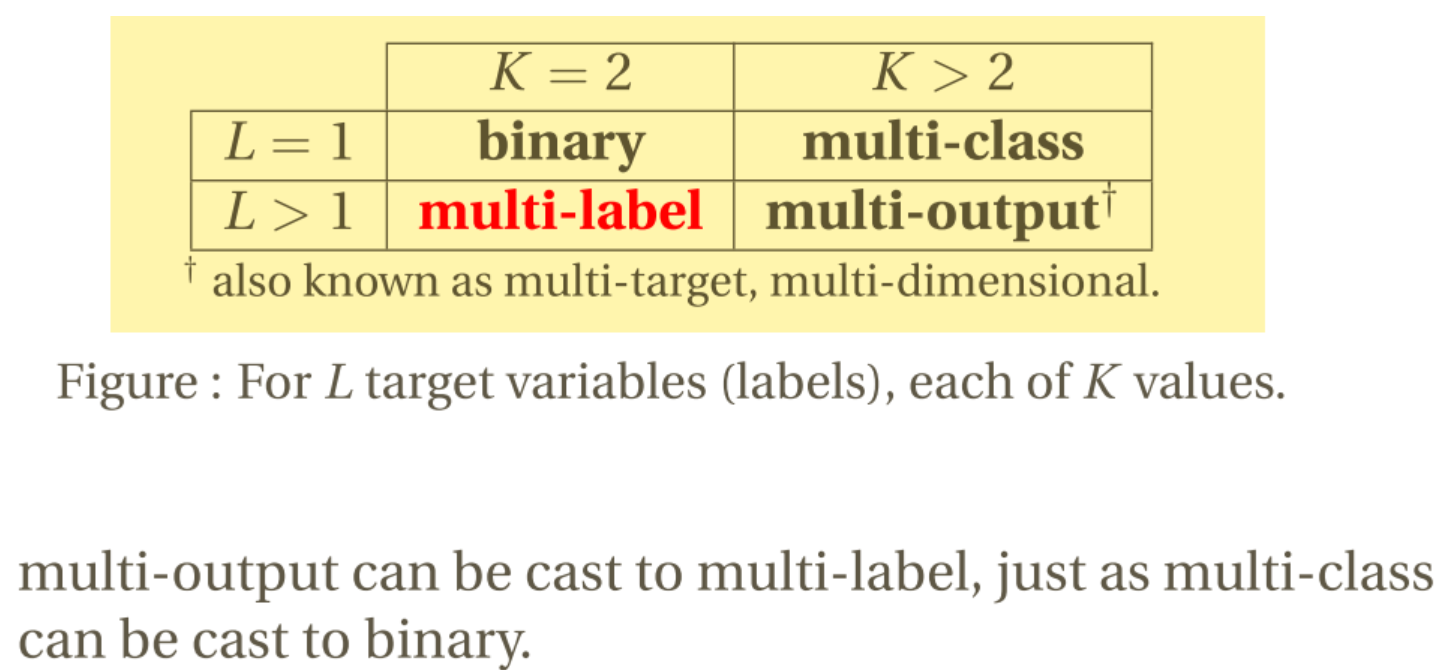 K = 2 K > 2
L = 1 binary multi-class
L > 1 multi-label multi-output†
† also known as multi-target, multi-dimensional.
Figure : For L target variables (labels), each of K values.
multi-output can be cast to multi-label, just as multi-class
can be cast to binary.